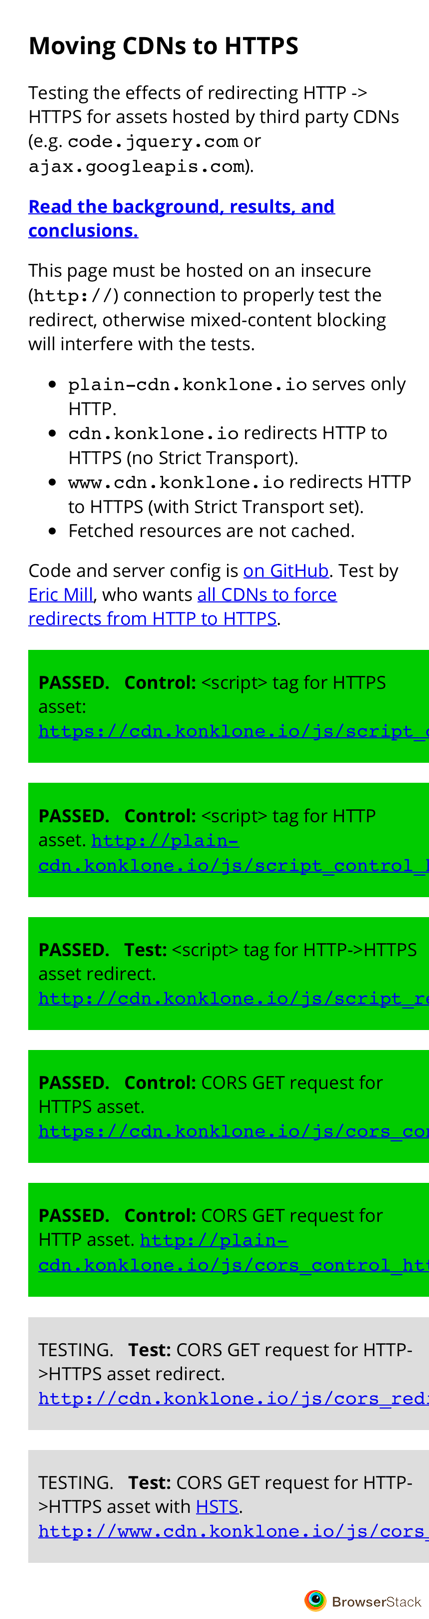 Moving CDNs to HTTPS
Testing the effects of redirecting HTTP ->
HTTPS for assets hosted by third party CDNs
(e.g. code.jquery.com or
ajax.googleapis.com).
Read the background, results, and
conclusions.
This page must be hosted on an insecure
(http://) connection to properly test the
redirect, otherwise mixed-content blocking
will interfere with the tests.
• plain-cdn.konklone.io serves only
HTTP.
• cdn.konklone.io redirects HTTP to
HTTPS (no Strict Transport).
• www.cdn.konklone.io redirects HTTP
to HTTPS (with Strict Transport set).
• Fetched resources are not cached.
Code and server config is on GitHub. Test by
Eric Mill, who wants all CDNs to force
redirects from HTTP to HTTPS.
PASSED. Control: <script> tag for HTTPS
asset:
https://cdn.konklone.io/js/script_
PASSED. Control: <script> tag for HTTP
asset. http://plain-
cdn.konklone.io/js/script_control_
PASSED. Test: <script> tag for HTTP->HTTPS
asset redirect.
http://cdn.konklone.io/js/script_re
PASSED. Control: CORS GET request for
HTTPS asset.
https://cdn.konklone.io/js/cors_con
PASSED. Control: CORS GET request for
HTTP asset. http://plain-
cdn.konklone.io/js/cors_control_htt
TESTING. Test: CORS GET request for HTTP-
>HTTPS asset redirect.
http://cdn.konklone.io/js/cors_redi
TESTING. Test: CORS GET request for HTTP-
>HTTPS asset with HSTS.
http://www.cdn.konklone.io/js/cors_
BrowserStack